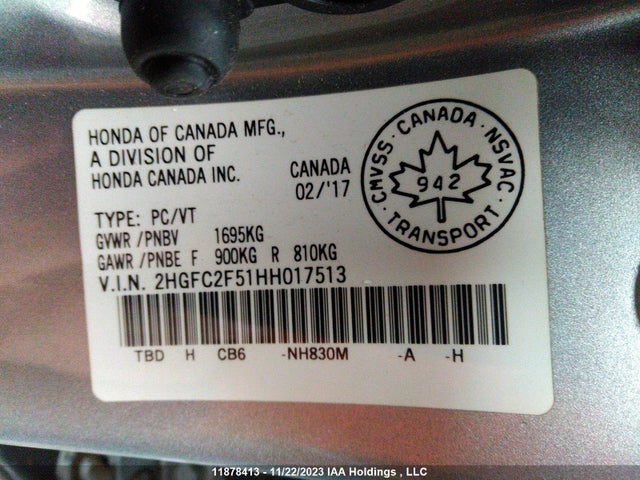 HONDA OF CANADA MFG.,
A DIVISION OF
HONDA CANADA INC.
CANADA
02/'17
CMVSS · CANADA · NSVAC · TRANSPORT ·
942
TYPE: PC/VT
GVWR /PNBV 1695KG
GAWR /PNBE F 900KG R 810KG
V.I.N. 2HGFC2F51HH017513
TBD H CB6 -NH830M -A -H
11878413 - 11/22/2023 IAA Holdings , LLC